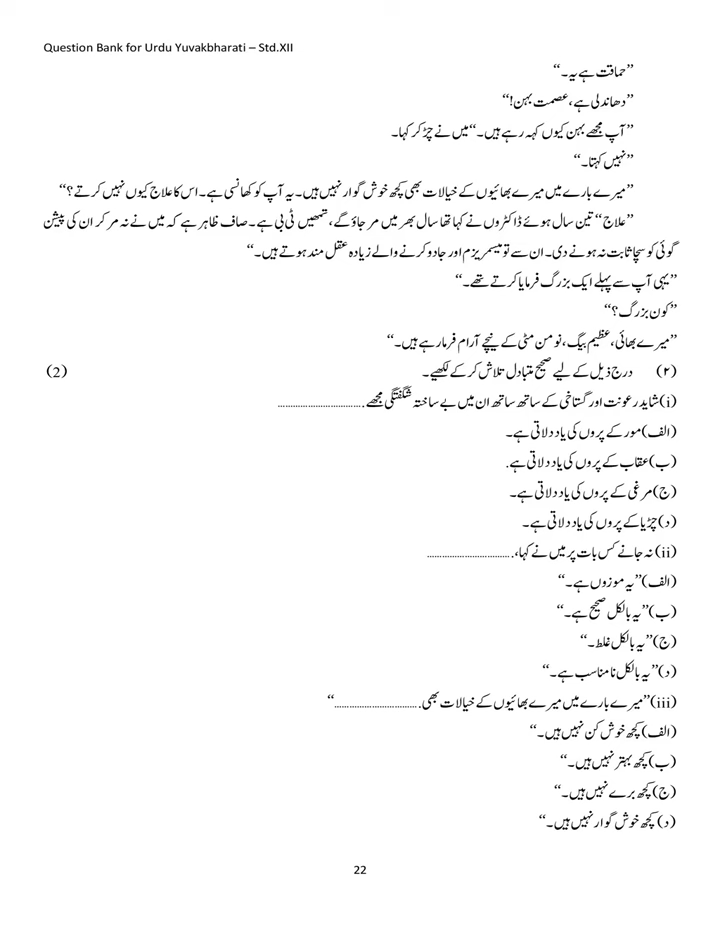 Question Bank for Urdu Yuvakbharati – Std.XII
”حماقت ہے یہ۔“
”دھاندلی ہے، عصمت بہن!“
”آپ مجھے بہن کیوں کہہ رہے ہیں۔“ میں نے چڑ کر کہا۔
”نہیں کہتا۔“
”میرے بارے میں میرے بھائیوں کے خیالات بھی کچھ خوش گوار نہیں ہیں۔ یہ آپ کو کھانسی ہے۔ اس کا علاج کیوں نہیں کرتے؟“
”علاج“ تین سال ہوئے ڈاکٹروں نے کہا تھا سال بھر میں مر جاؤ گے، تمھیں ٹی بی ہے۔ صاف ظاہر ہے کہ میں نے نہ مر کر ان کی پیشن
گوئی کو سچا ثابت نہ ہونے دی۔ ان سے تو میسمریزم اور جادو کرنے والے زیادہ عقل مند ہوتے ہیں۔“
”یہی آپ سے پہلے ایک بزرگ فرمایا کرتے تھے۔“
”کون بزرگ؟“
”میرے بھائی، عظیم بیگ، نو من مٹی کے نیچے آرام فرما رہے ہیں۔“
(۲) درج ذیل کے لیے صحیح متبادل تلاش کر کے لکھیے۔ (2)
(i) شاید رعونت اور گستاخی کے ساتھ ساتھ ان میں بے ساختہ شگفتگی مجھے.................................
(الف) مور کے پروں کی یاد دلاتی ہے۔
(ب) عقاب کے پروں کی یاد دلاتی ہے.
(ج) مرغی کے پروں کی یاد دلاتی ہے۔
(د) چڑیا کے پروں کی یاد دلاتی ہے۔
(ii) نہ جانے کس بات پر میں نے کہا،.................................
(الف) ”یہ موزوں ہے۔“
(ب) ”یہ بالکل صحیح ہے۔“
(ج) ”یہ بالکل غلط۔“
(د) ”یہ بالکل نا مناسب ہے۔“
(iii) ”میرے بارے میں میرے بھائیوں کے خیالات بھی.................................“
(الف) کچھ خوش کن نہیں ہیں۔“
(ب) کچھ بہتر نہیں ہیں۔“
(ج) کچھ برے نہیں ہیں۔“
(د) کچھ خوش گوار نہیں ہیں۔“
22